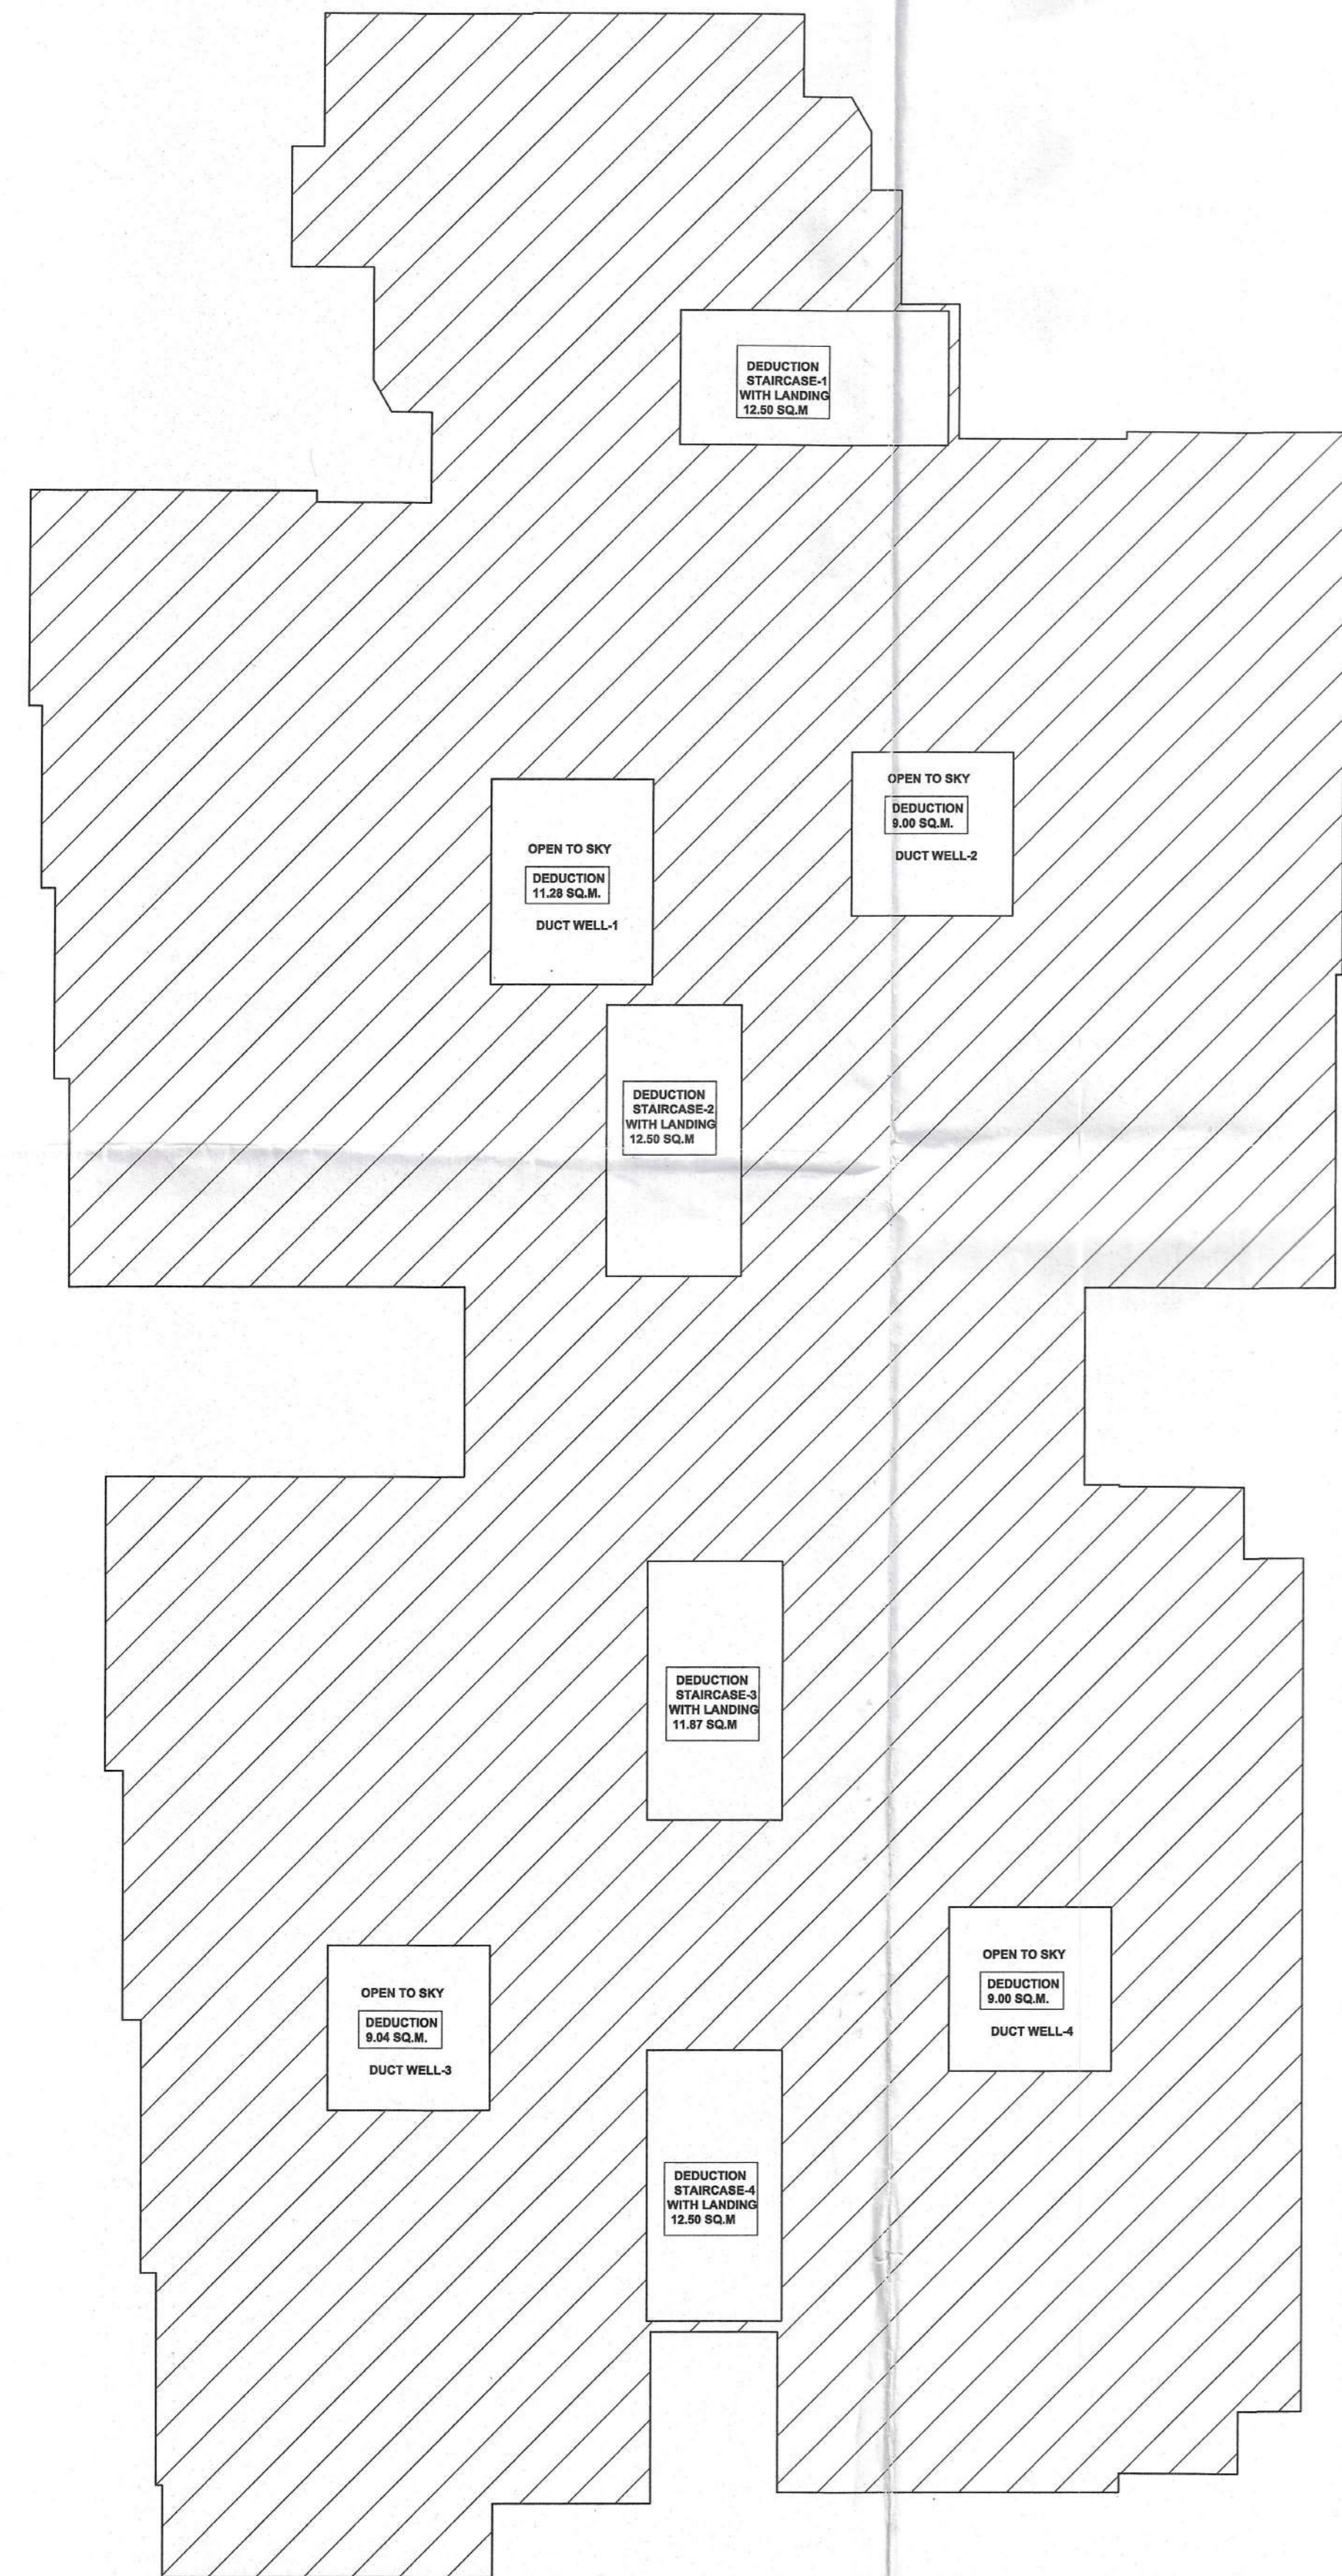 DEDUCTION
STAIRCASE-1
WITH LANDING
12.50 SQ.M
OPEN TO SKY
DEDUCTION
9.00 SQ.M.
DUCT WELL-2
OPEN TO SKY
DEDUCTION
11.28 SQ.M.
DUCT WELL-1
DEDUCTION
STAIRCASE-2
WITH LANDING
12.50 SQ.M
DEDUCTION
STAIRCASE-3
WITH LANDING
11.87 SQ.M
OPEN TO SKY
DEDUCTION
9.00 SQ.M.
DUCT WELL-4
OPEN TO SKY
DEDUCTION
9.04 SQ.M.
DUCT WELL-3
DEDUCTION
STAIRCASE-4
WITH LANDING
12.50 SQ.M